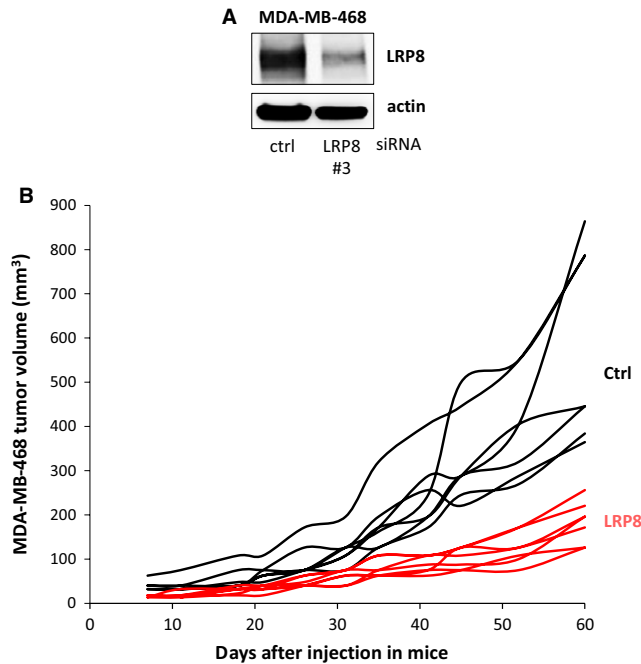 A
MDA-MB-468
LRP8
actin
ctrl LRP8 siRNA
#3
B
MDA-MB-468 tumor volume (mm³)
900
800
700
600
500
400
300
200
100
0
Ctrl
LRP8
0 10 20 30 40 50 60
Days after injection in mice